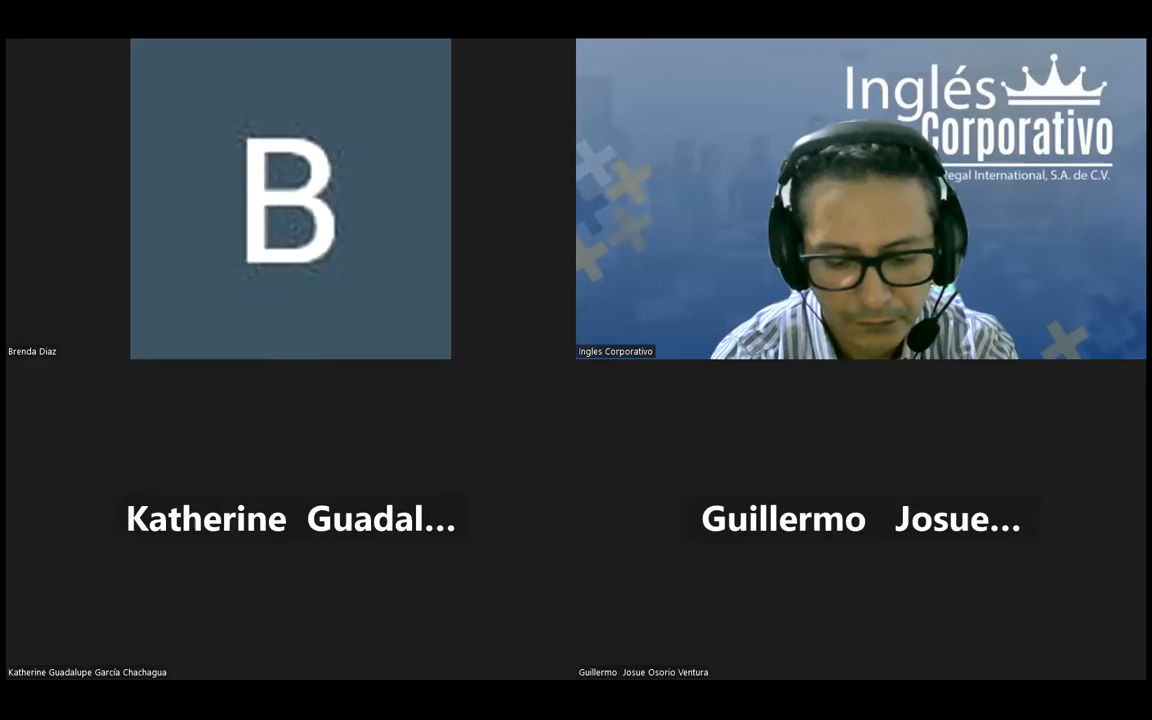 B
Brenda Diaz
Inglés
Corporativo
egal International, S.A. de C.V.
Ingles Corporativo
Katherine Guadal...
Katherine Guadalupe García Chachagua
Guillermo Josue...
Guillermo Josue Osorio Ventura